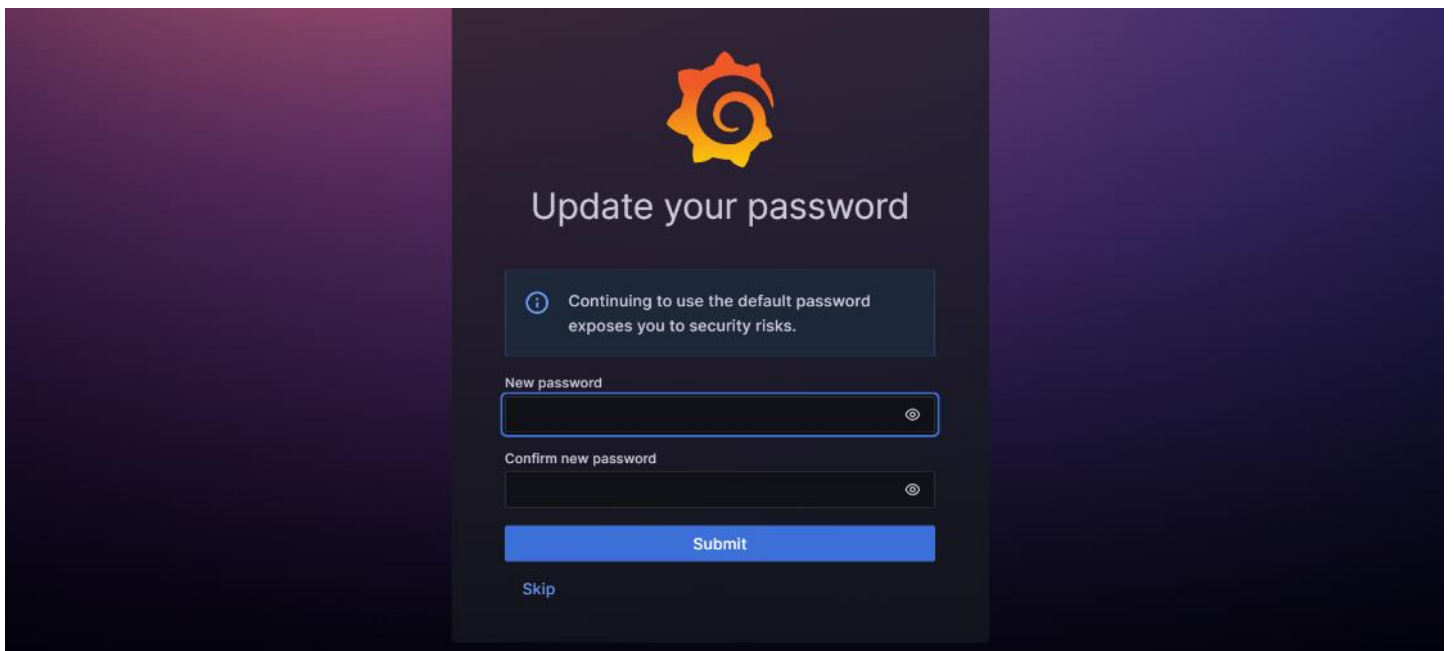 Update your password
Continuing to use the default password
exposes you to security risks.
New password
Confirm new password
Submit
Skip